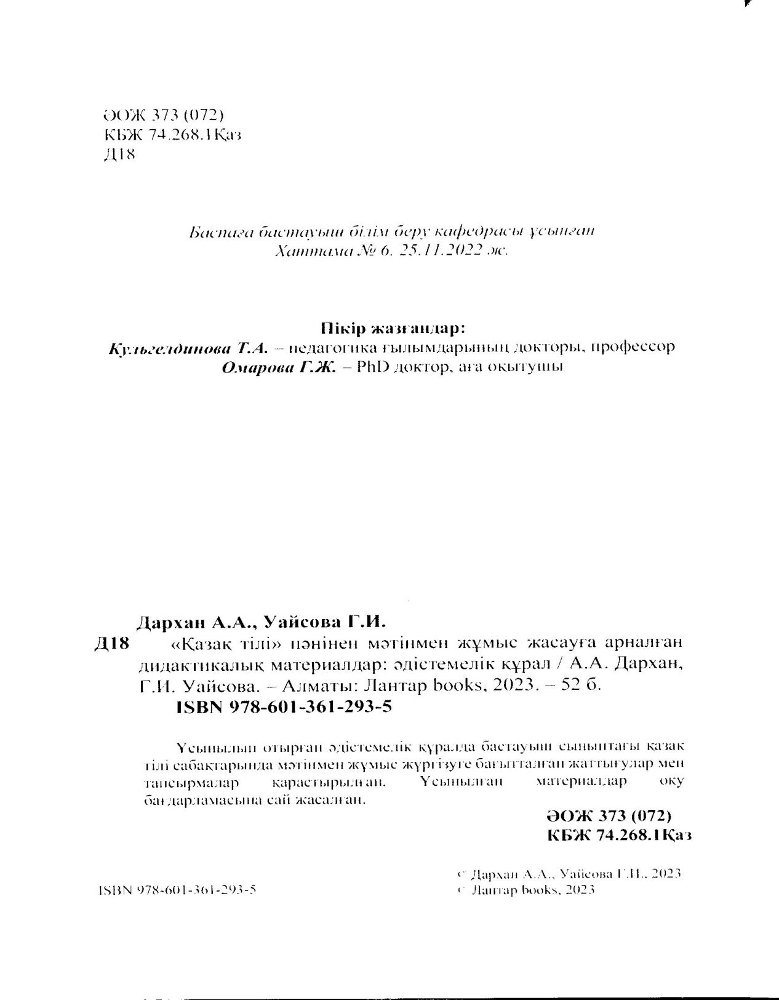 ӘОЖ 373 (072)
КБЖ 74.268.1Қаз
Д18
Баспаға бастауыш білім беру кафедрасы ұсынған
Хаттама № 6. 25.11.2022 ж.
Пікір жазғандар:
Кульгелдинова Т.А. – педагогика ғылымдарының докторы, профессор
Омарова Г.Ж. – PhD доктор, аға оқытушы
Дархан А.А., Уайсова Г.И.
Д18 «Қазақ тілі» пәнінен мәтінмен жұмыс жасауға арналған
дидактикалық материалдар: әдістемелік құрал / А.А. Дархан,
Г.И. Уайсова. – Алматы: Лантар books, 2023. – 52 б.
ISBN 978-601-361-293-5
Ұсынылып отырған әдістемелік құралда бастауыш сыныптағы қазақ
тілі сабақтарында мәтінмен жұмыс жүргізуге бағытталған жаттығулар мен
тапсырмалар қарастырылған. Ұсынылған материалдар оқу
бағдарламасына сай жасалған.
ӘОЖ 373 (072)
КБЖ 74.268.1Қаз
© Дархан А.А., Уайсова Г.И., 2023
ISBN 978-601-361-293-5 © Лантар books, 2023